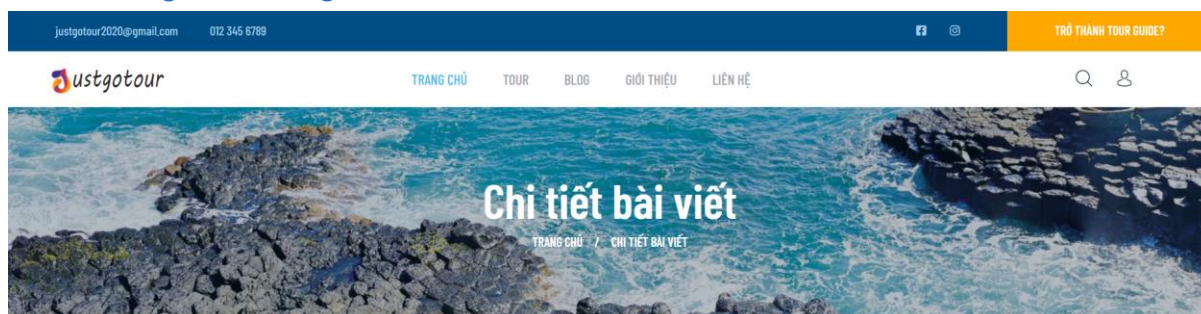 justgotour2020@gmail.com 012 345 6789 TRỞ THÀNH TOUR GUIDE?
Justgotour TRANG CHỦ TOUR BLOG GIỚI THIỆU LIÊN HỆ
Chi tiết bài viết
TRANG CHỦ / CHI TIẾT BÀI VIẾT